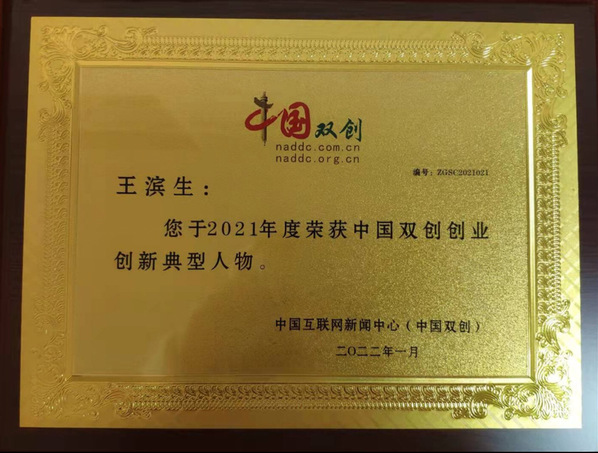 中国双创
naddc.com.cn
naddc.org.cn
编号：ZGSC2021021
王滨生：
您于2021年度荣获中国双创创业
创新典型人物。
中国互联网新闻中心（中国双创）
二〇二二年一月